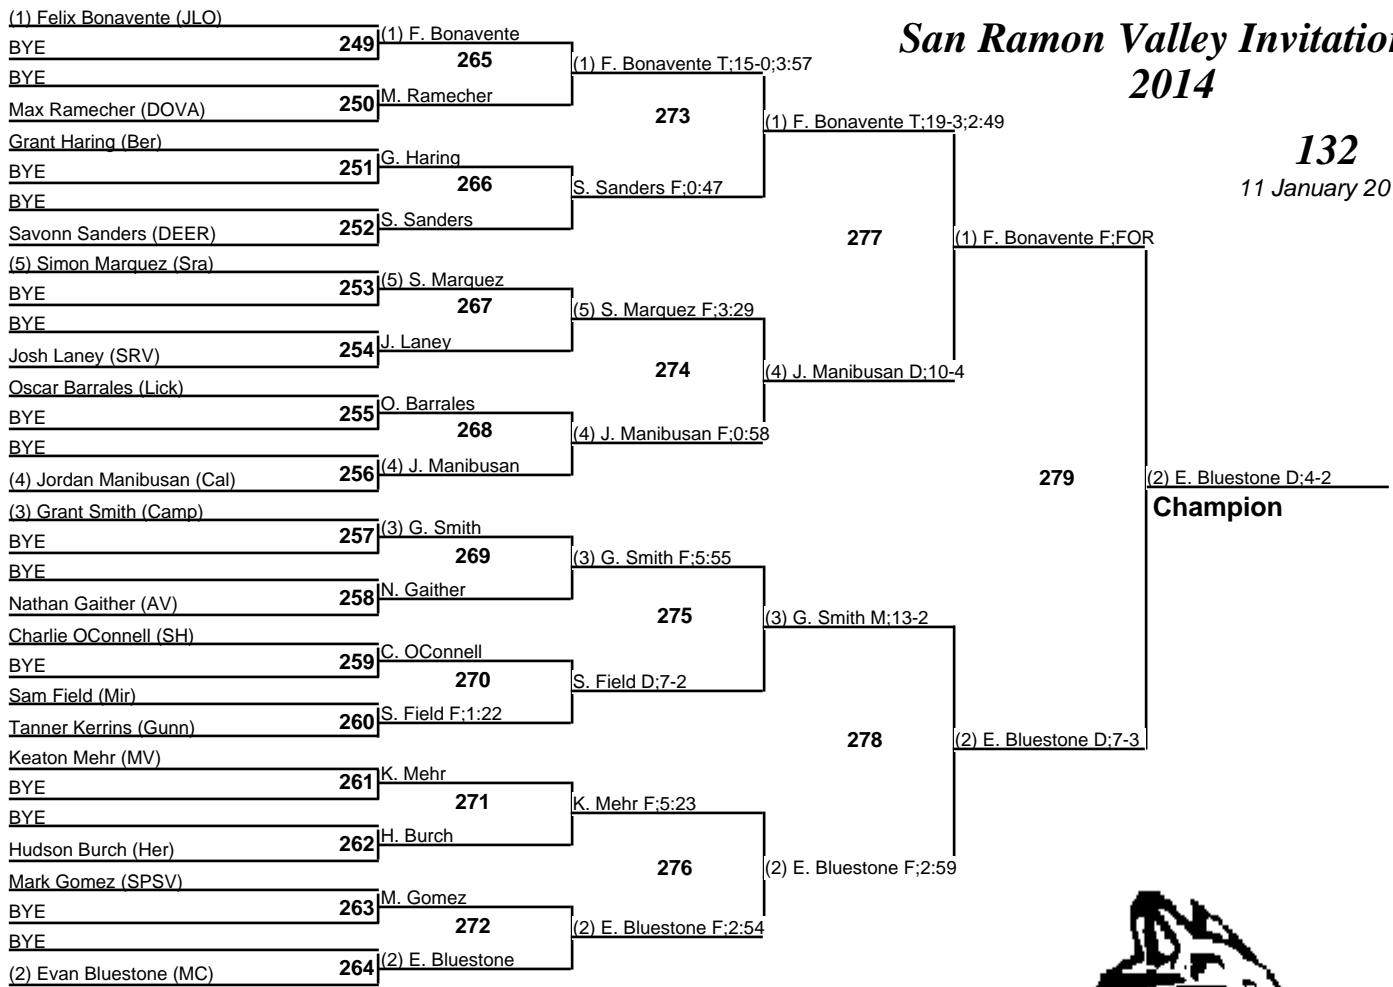 San Ramon Valley Invitation
2014
132
11 January 20
(1) Felix Bonavente (JLO)
BYE
249
BYE
Max Ramecher (DOVA)
250
Grant Haring (Ber)
BYE
251
BYE
Savonn Sanders (DEER)
252
(5) Simon Marquez (Sra)
BYE
253
BYE
Josh Laney (SRV)
254
Oscar Barrales (Lick)
BYE
255
BYE
(4) Jordan Manibusan (Cal)
256
(3) Grant Smith (Camp)
BYE
257
BYE
Nathan Gaither (AV)
258
Charlie OConnell (SH)
BYE
259
Sam Field (Mir)
Tanner Kerrins (Gunn)
260
Keaton Mehr (MV)
BYE
261
BYE
Hudson Burch (Her)
262
Mark Gomez (SPSV)
BYE
263
BYE
(2) Evan Bluestone (MC)
264
(1) F. Bonavente
265
M. Ramecher
G. Haring
266
S. Sanders
(5) S. Marquez
267
J. Laney
O. Barrales
268
(4) J. Manibusan
(3) G. Smith
269
N. Gaither
C. OConnell
270
S. Field F;1:22
K. Mehr
271
H. Burch
M. Gomez
272
(2) E. Bluestone
(1) F. Bonavente T;15-0;3:57
273
S. Sanders F;0:47
(5) S. Marquez F;3:29
274
(4) J. Manibusan F;0:58
(3) G. Smith F;5:55
275
S. Field D;7-2
K. Mehr F;5:23
276
(2) E. Bluestone F;2:54
(1) F. Bonavente T;19-3;2:49
277
(4) J. Manibusan D;10-4
(3) G. Smith M;13-2
278
(2) E. Bluestone F;2:59
(1) F. Bonavente F;FOR
279
(2) E. Bluestone D;7-3
(2) E. Bluestone D;4-2
Champion